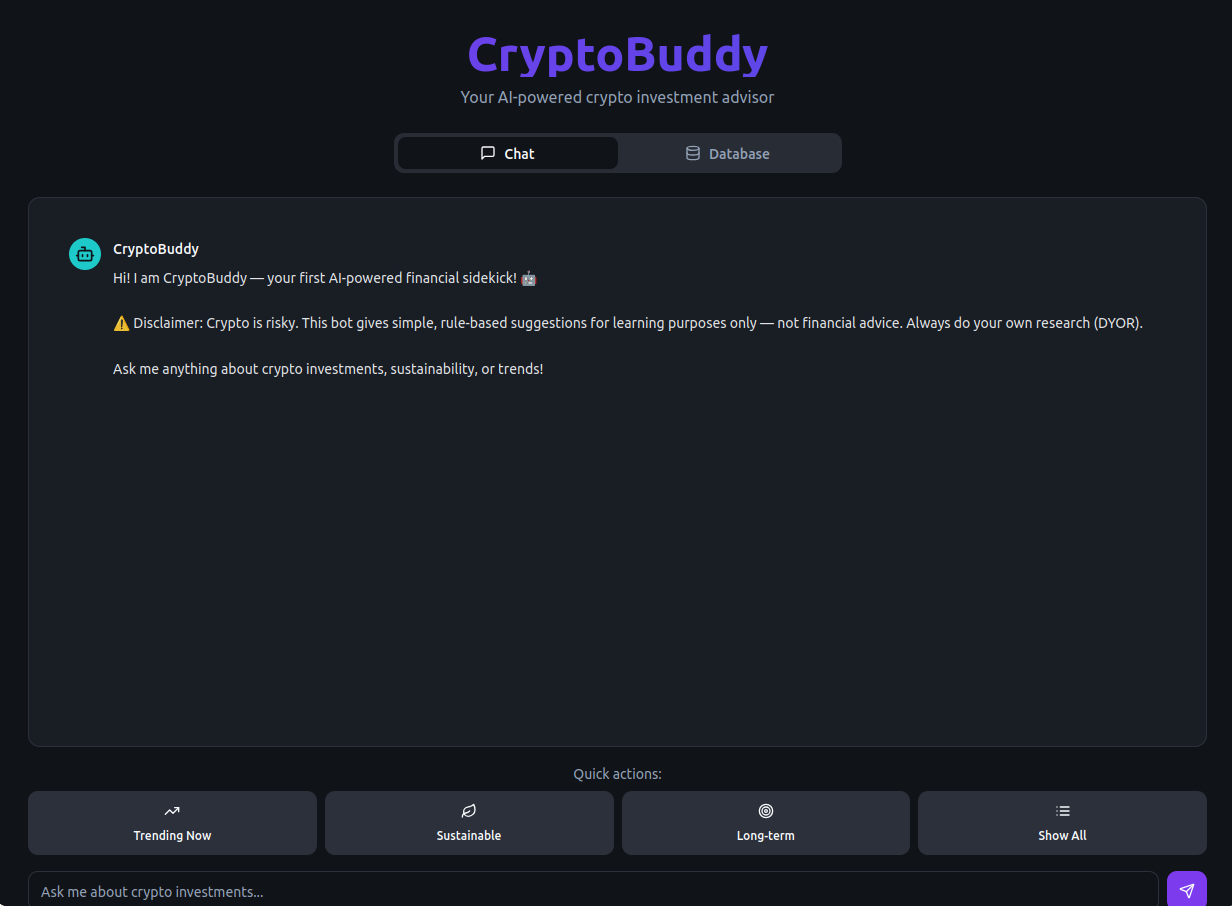 CryptoBuddy
Your AI-powered crypto investment advisor
Chat
Database
CryptoBuddy
Hi! I am CryptoBuddy — your first AI-powered financial sidekick! 🤖
⚠️ Disclaimer: Crypto is risky. This bot gives simple, rule-based suggestions for learning purposes only — not financial advice. Always do your own research (DYOR).
Ask me anything about crypto investments, sustainability, or trends!
Quick actions:
Trending Now
Sustainable
Long-term
Show All
Ask me about crypto investments...